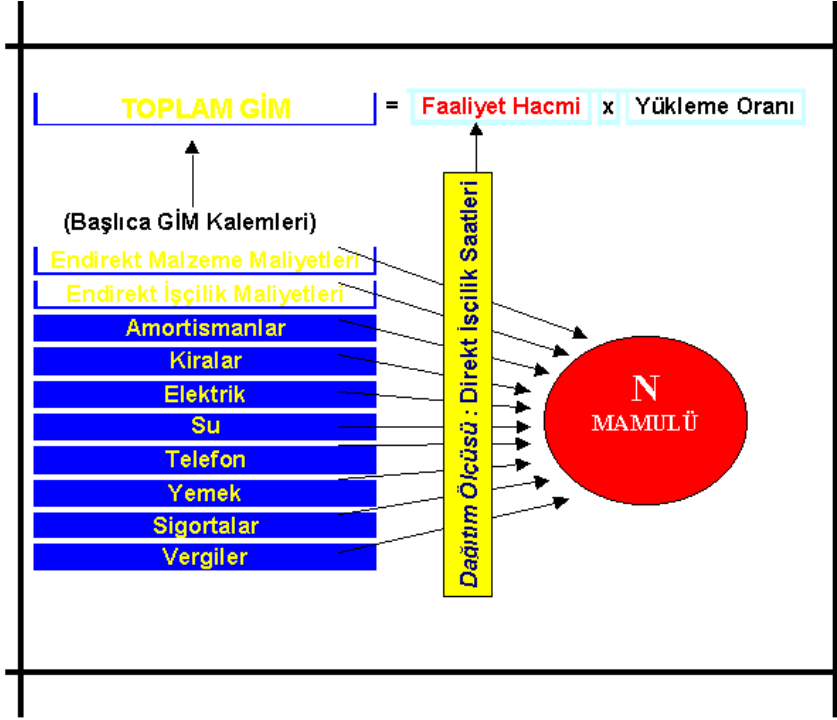 TOPLAM GİM = Faaliyet Hacmi x Yükleme Oranı
(Başlıca GİM Kalemleri)
Endirekt Malzeme Maliyetleri
Endirekt İşçilik Maliyetleri
Amortismanlar
Kiralar
Elektrik
Su
Telefon
Yemek
Sigortalar
Vergiler
Dağıtım Ölçüsü : Direkt İşçilik Saatleri
N
MAMULÜ